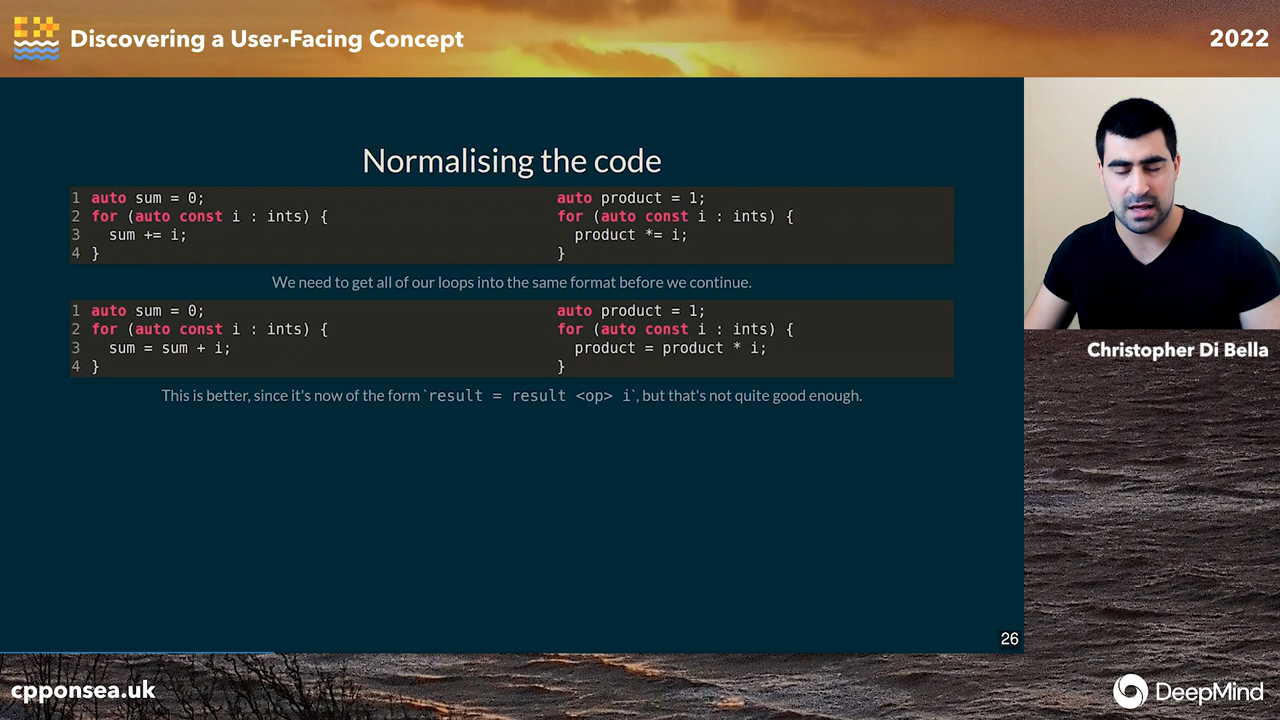 Discovering a User-Facing Concept
2022
Normalising the code
1 auto sum = 0; auto product = 1;
2 for (auto const i : ints) { for (auto const i : ints) {
3 sum += i; product *= i;
4 } }
We need to get all of our loops into the same format before we continue.
1 auto sum = 0; auto product = 1;
2 for (auto const i : ints) { for (auto const i : ints) {
3 sum = sum + i; product = product * i;
4 } }
This is better, since it's now of the form `result = result <op> i`, but that's not quite good enough.
26
Christopher Di Bella
cpponsea.uk
DeepMind